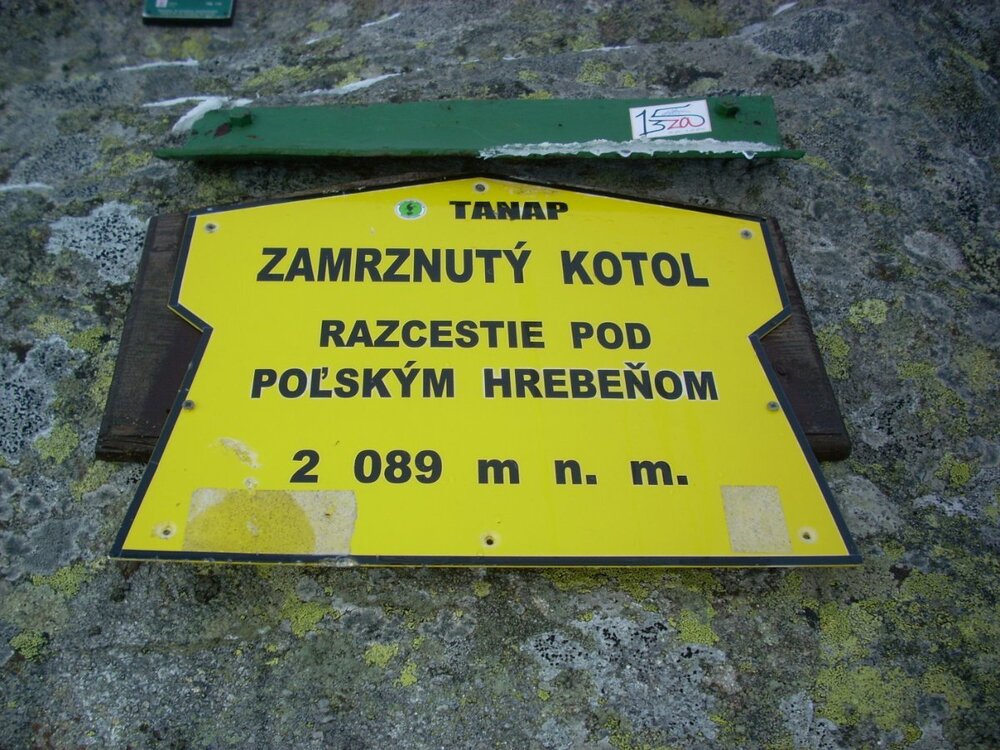 TANAP
ZAMRZNUTÝ KOTOL
RAZCESTIE POD
POĽSKÝM HREBEŇOM
2 089 m n. m.